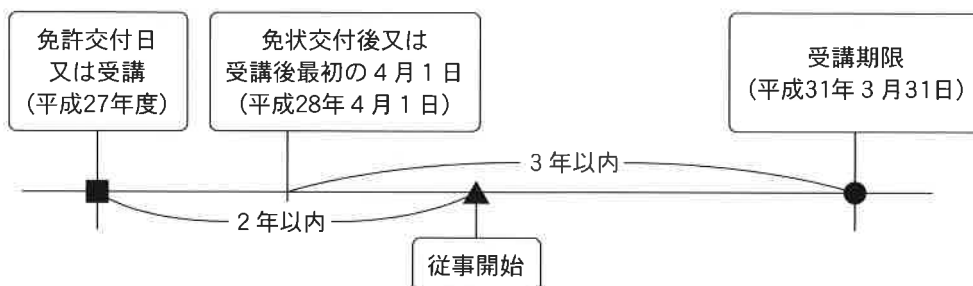 免許交付日
又は受講
（平成27年度）
免状交付後又は
受講後最初の４月１日
（平成28年４月１日）
受講期限
（平成31年３月31日）
３年以内
２年以内
従事開始